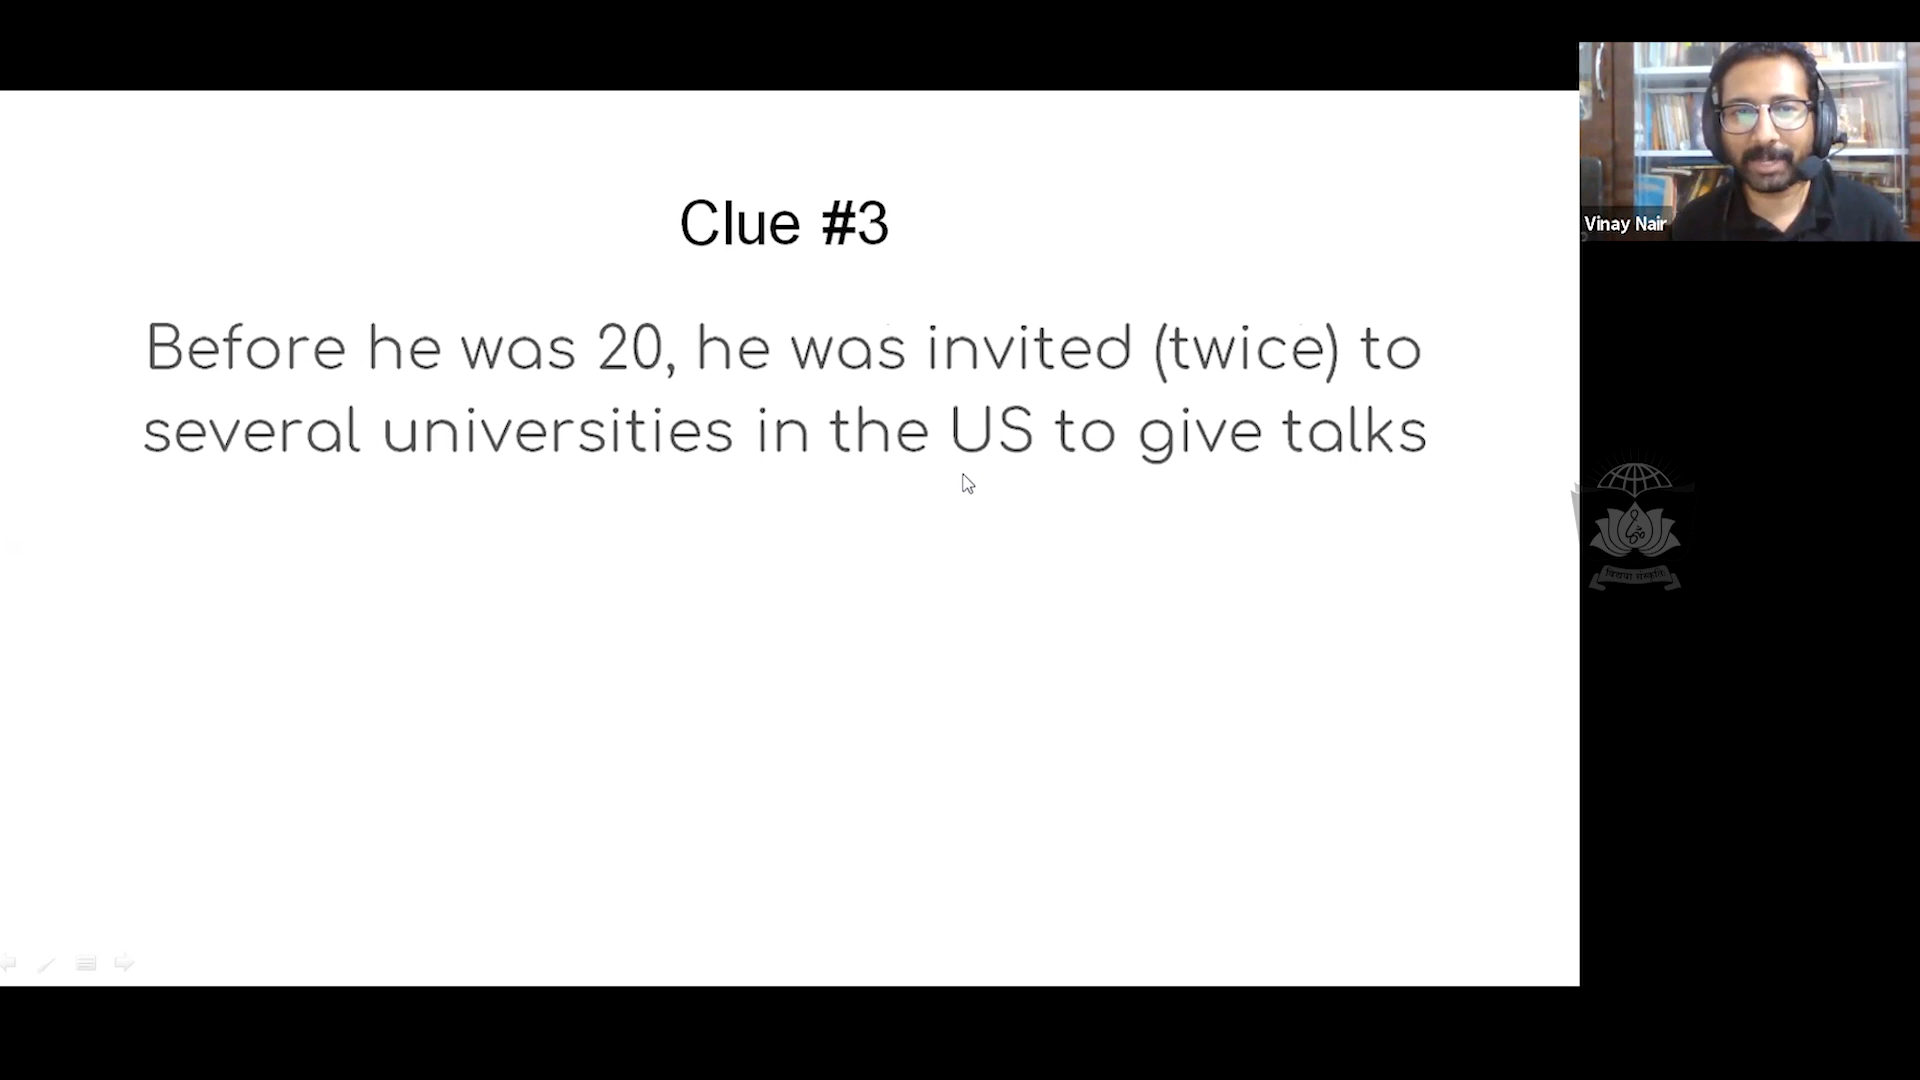 Clue #3
Before he was 20, he was invited (twice) to
several universities in the US to give talks
Vinay Nair
विद्यया संस्कृतिः